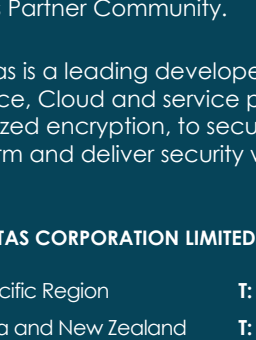 Partner Community.
as is a leading develope
ce, Cloud and service p
zed encryption, to secu
rm and deliver security v
TAS CORPORATION LIMITED
cific Region T:
a and New Zealand T: